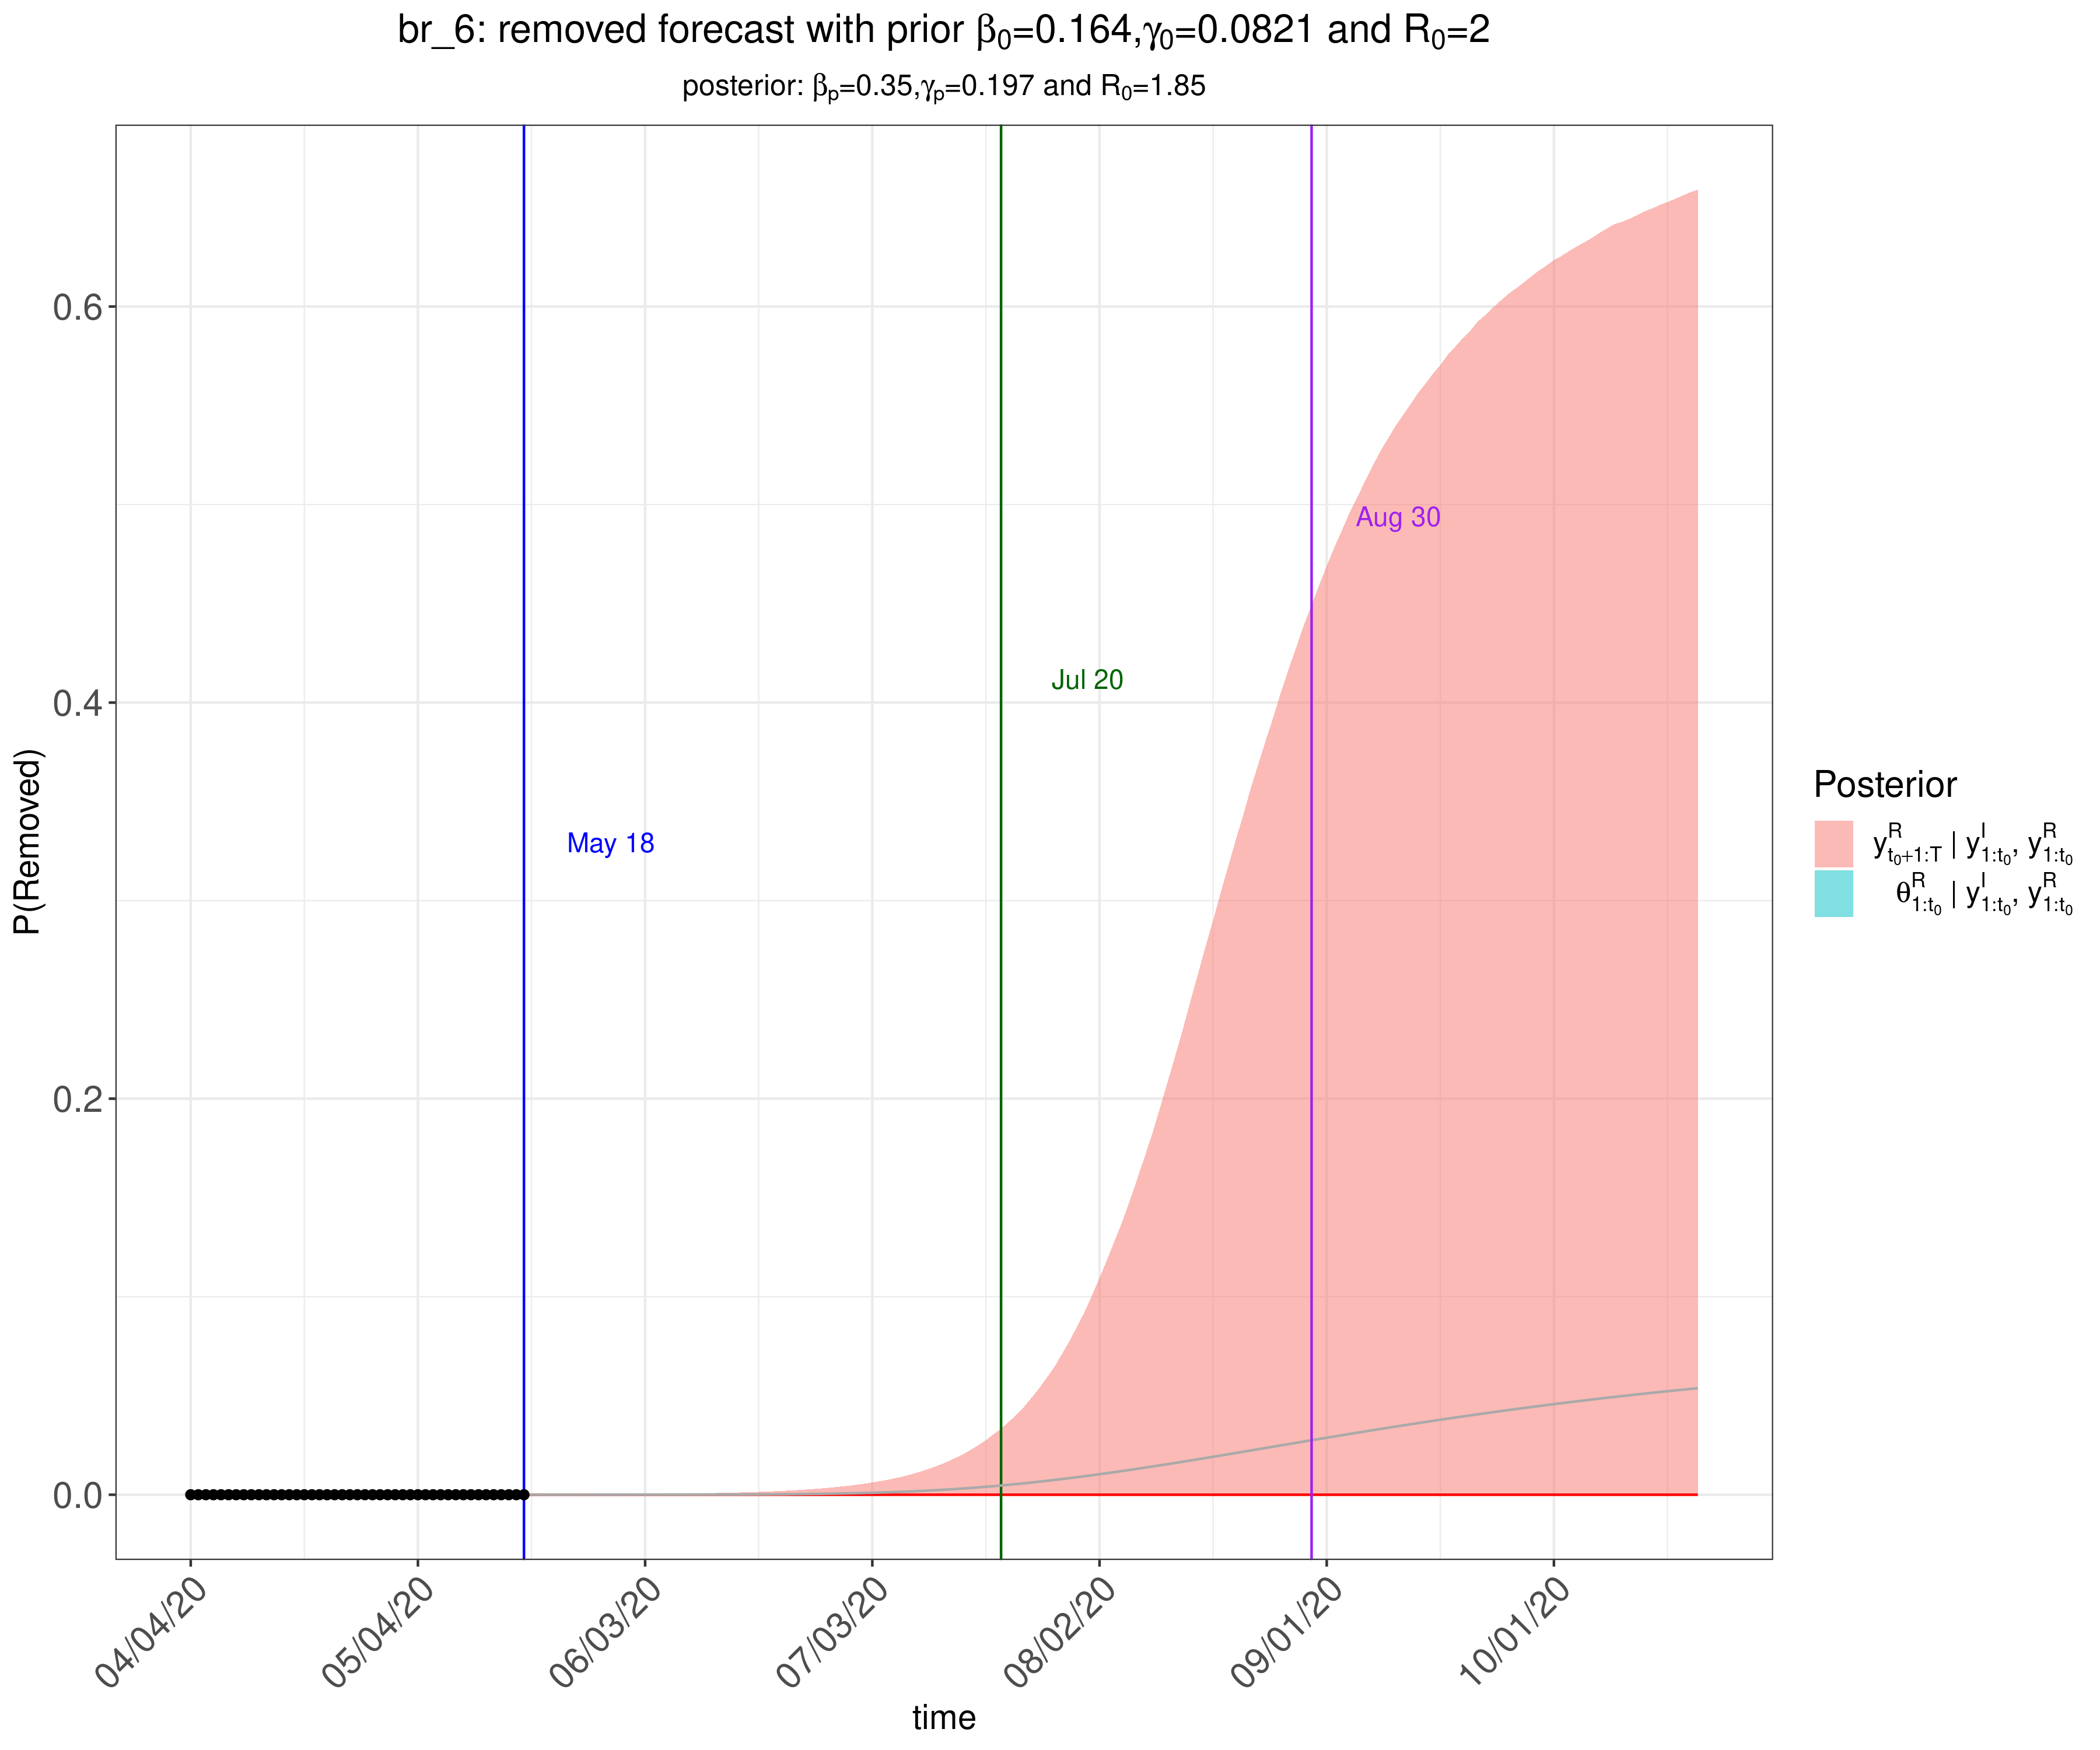 br_6: removed forecast with prior β₀=0.164,γ₀=0.0821 and R₀=2
posterior: βₚ=0.35,γₚ=0.197 and R₀=1.85
P(Removed)
0.6
0.4
0.2
0.0
May 18
Jul 20
Aug 30
04/04/20
05/04/20
06/03/20
07/03/20
08/02/20
09/01/20
10/01/20
time
Posterior
y^R_{t₀+1:T} | y^I_{1:t₀}, y^R_{1:t₀}
θ^R_{1:t₀} | y^I_{1:t₀}, y^R_{1:t₀}